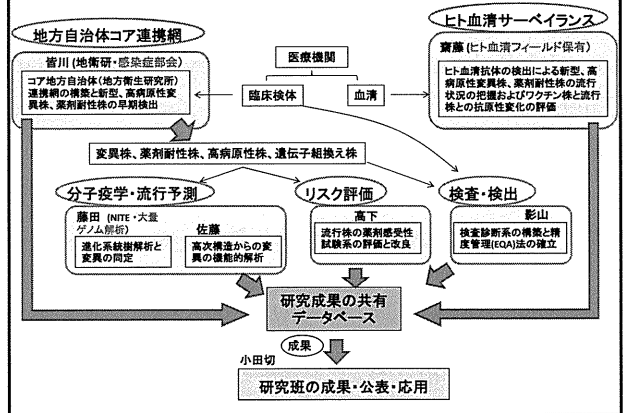 地方自治体コア連携網
皆川 (地衛研・感染症部会)
コア地方自治体(地方衛生研究所)
連携網の構築と新型、高病原性変
異株、薬剤耐性株の早期検出
医療機関
臨床検体
血清
ヒト血清サーベイランス
齋藤 (ヒト血清フィールド保有)
ヒト血清抗体の検出による新型、高
病原性変異株、薬剤耐性株の流行
状況の把握およびワクチン株と流行
株との抗原性変化の評価
変異株、薬剤耐性株、高病原性株、遺伝子組換え株
分子疫学・流行予測
藤田 (NITE・大量
ゲノム解析)
進化系統樹解析と
変異の同定
佐藤
高次構造からの変
異の機能的解析
リスク評価
高下
流行株の薬剤感受性
試験系の評価と改良
検査・検出
影山
検査診断系の構築と精
度管理(EQA)法の確立
研究成果の共有
データベース
成果
小田切
研究班の成果・公表・応用